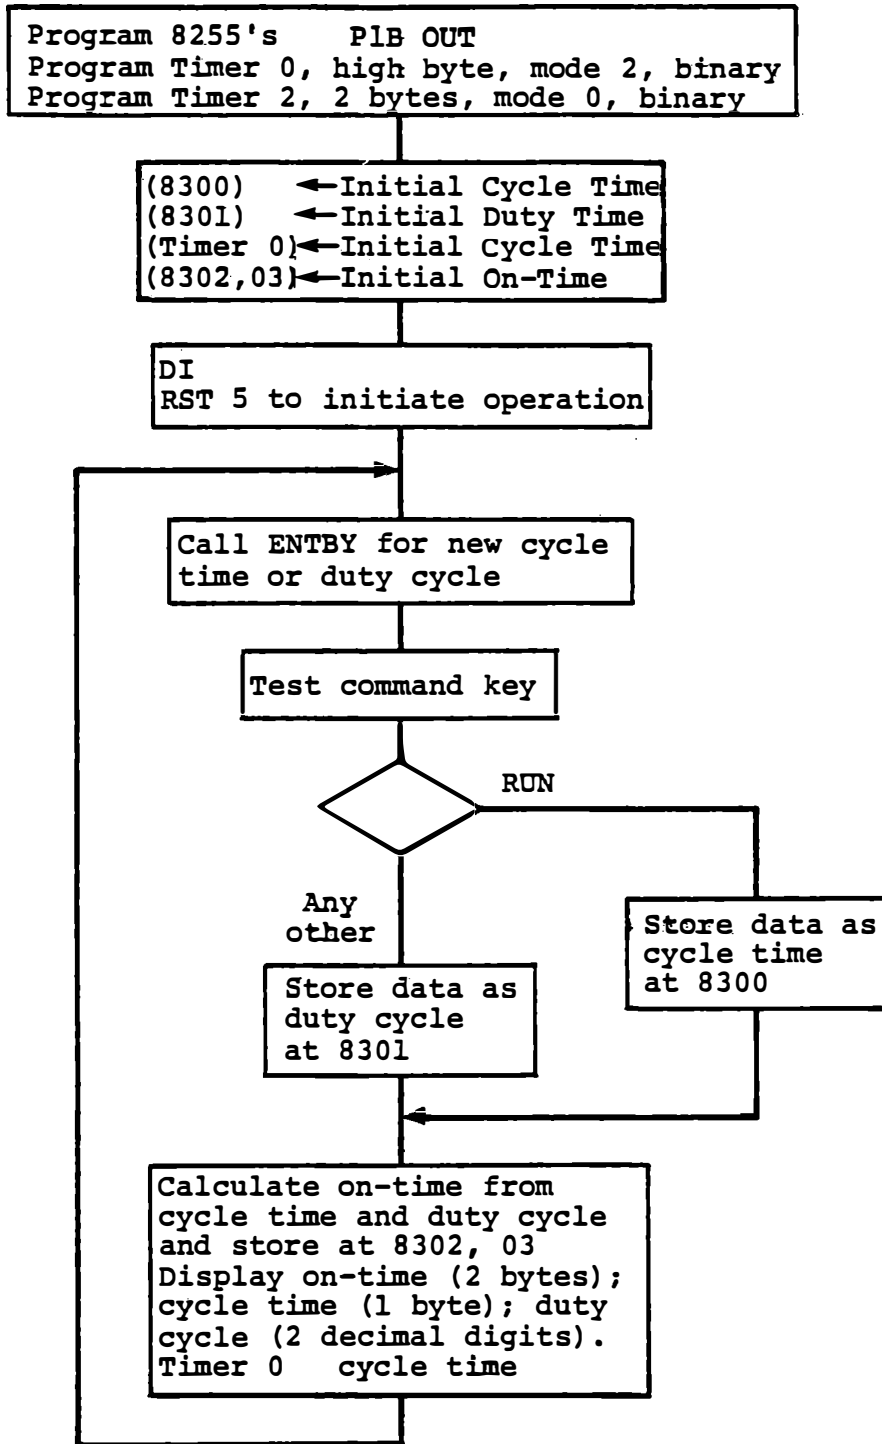 Program 8255's P1B OUT
Program Timer 0, high byte, mode 2, binary
Program Timer 2, 2 bytes, mode 0, binary
(8300) ←Initial Cycle Time
(8301) ←Initial Duty Time
(Timer 0)←Initial Cycle Time
(8302,03)←Initial On-Time
DI
RST 5 to initiate operation
Call ENTBY for new cycle
time or duty cycle
Test command key
RUN
Any
other
Store data as
cycle time
at 8300
Store data as
duty cycle
at 8301
Calculate on-time from
cycle time and duty cycle
and store at 8302, 03
Display on-time (2 bytes);
cycle time (1 byte); duty
cycle (2 decimal digits).
Timer 0 cycle time